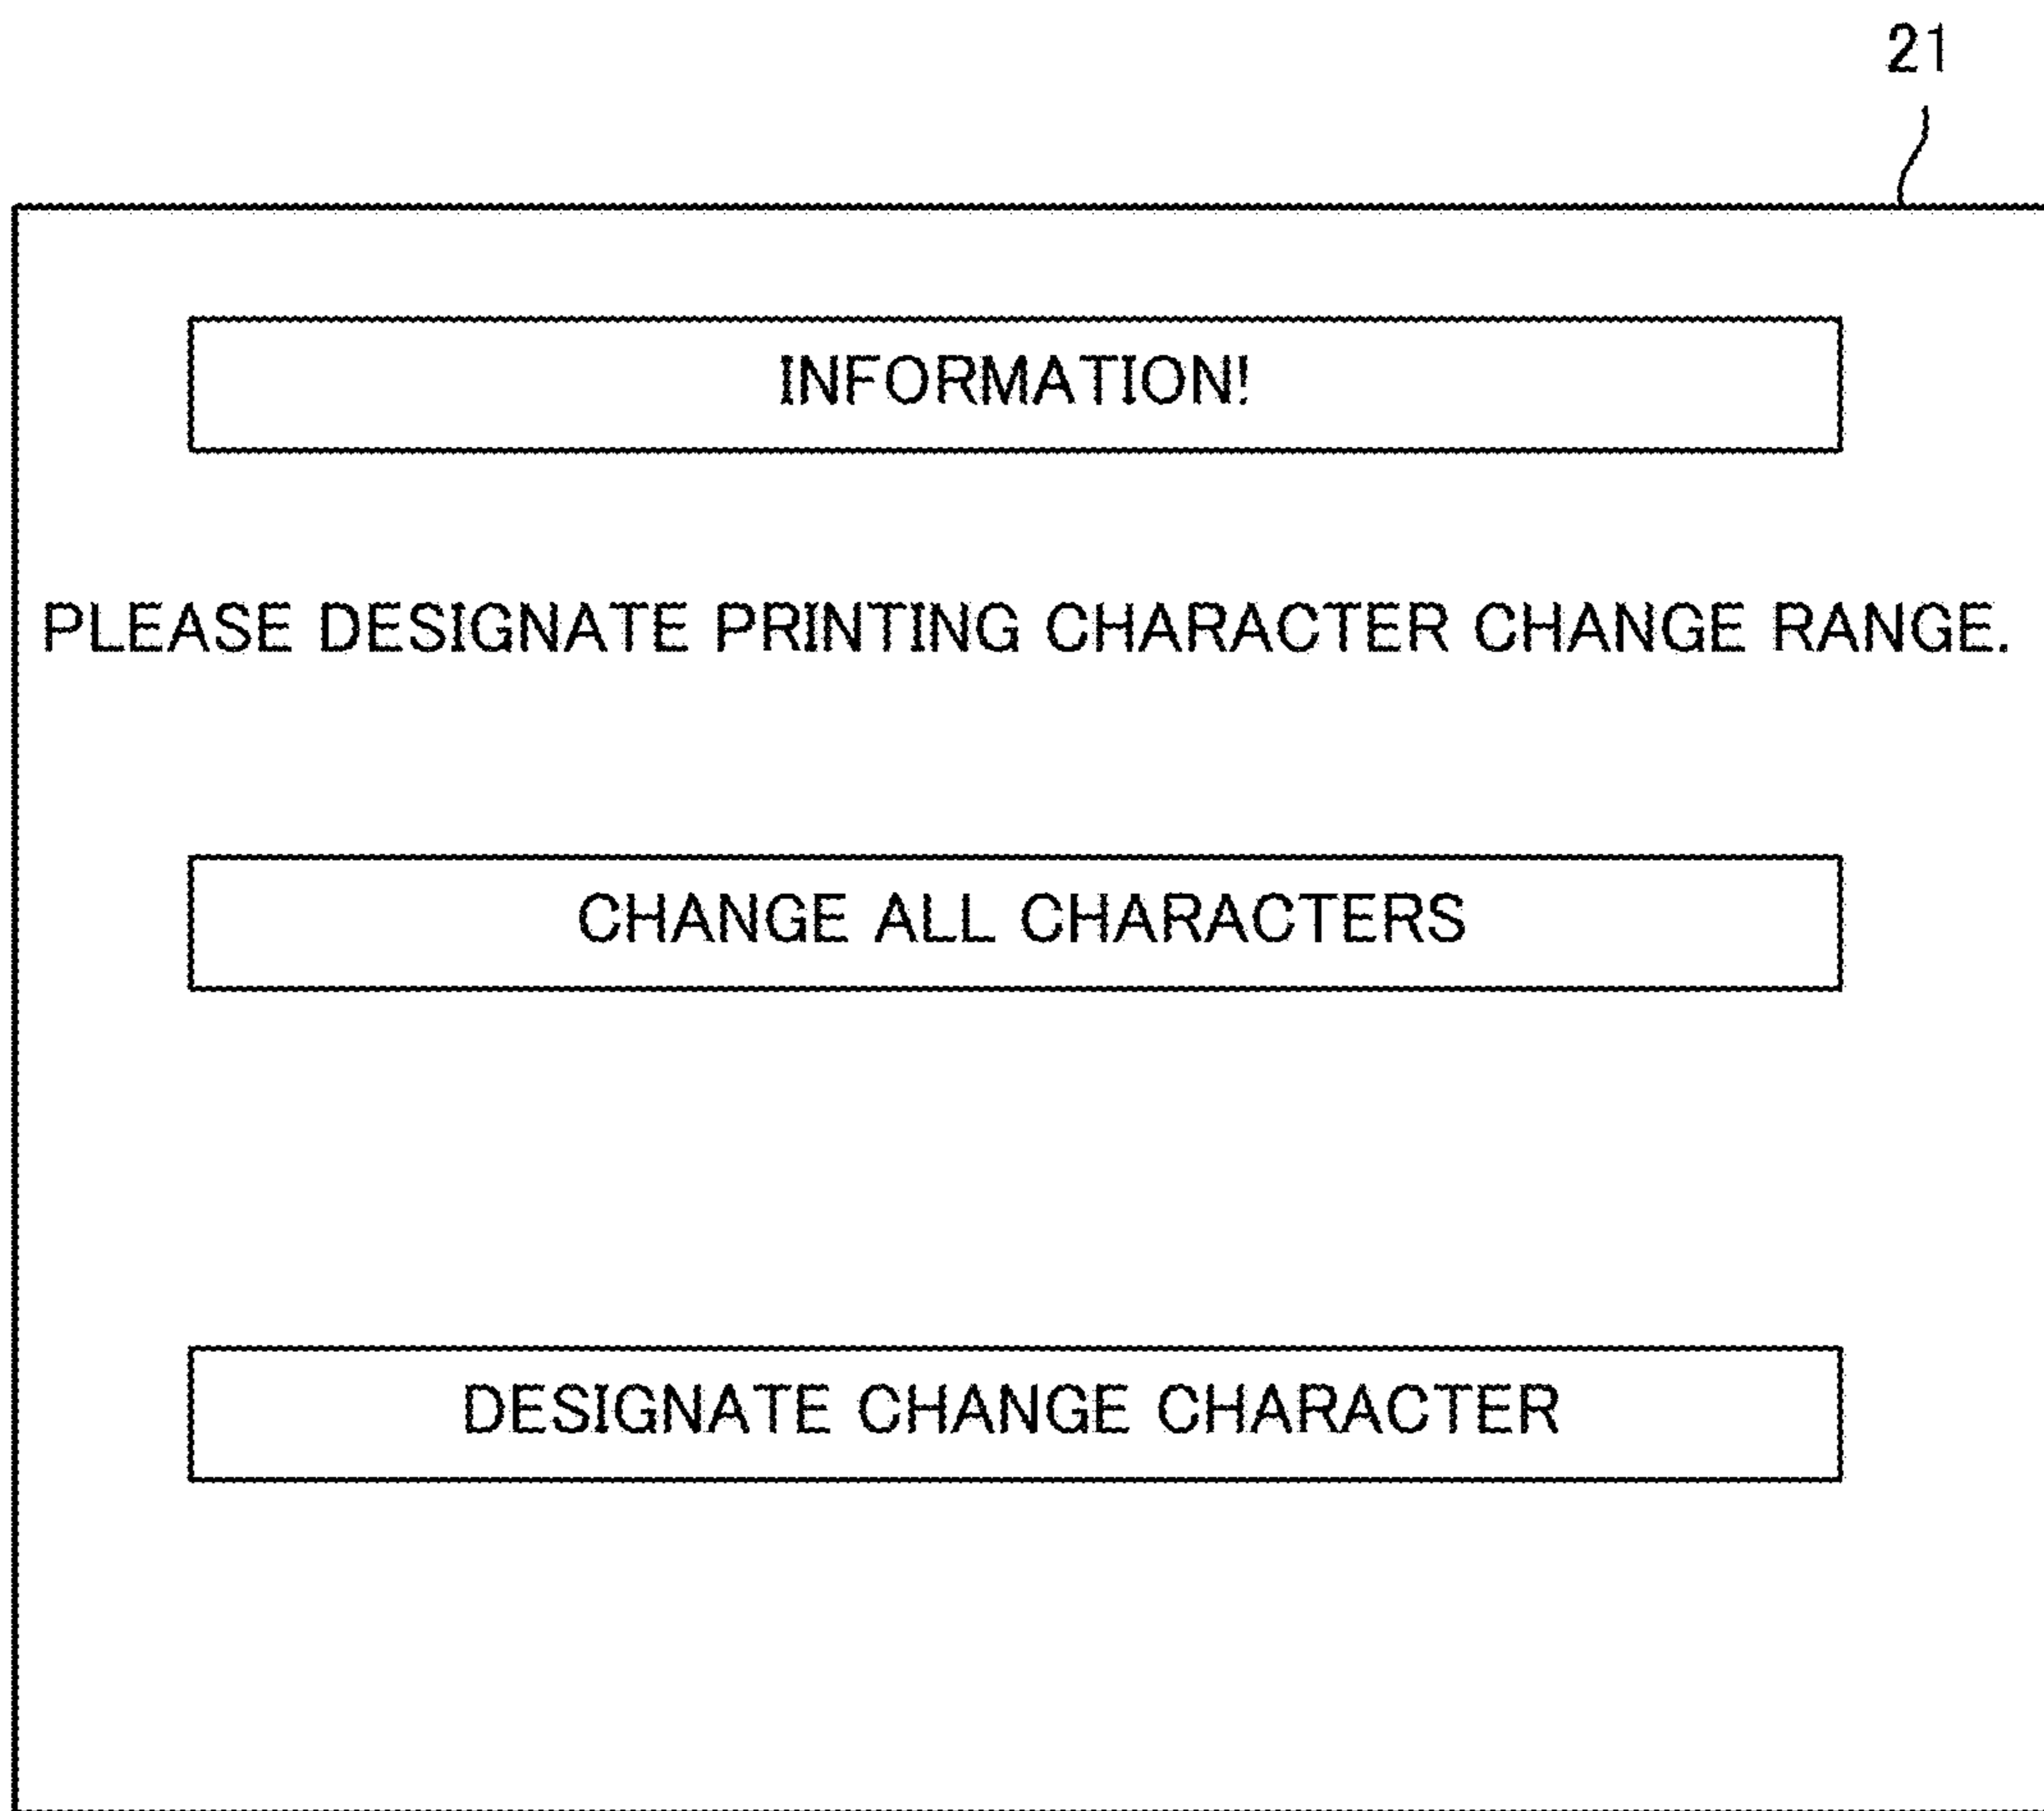 21
INFORMATION!
PLEASE DESIGNATE PRINTING CHARACTER CHANGE RANGE.
CHANGE ALL CHARACTERS
DESIGNATE CHANGE CHARACTER